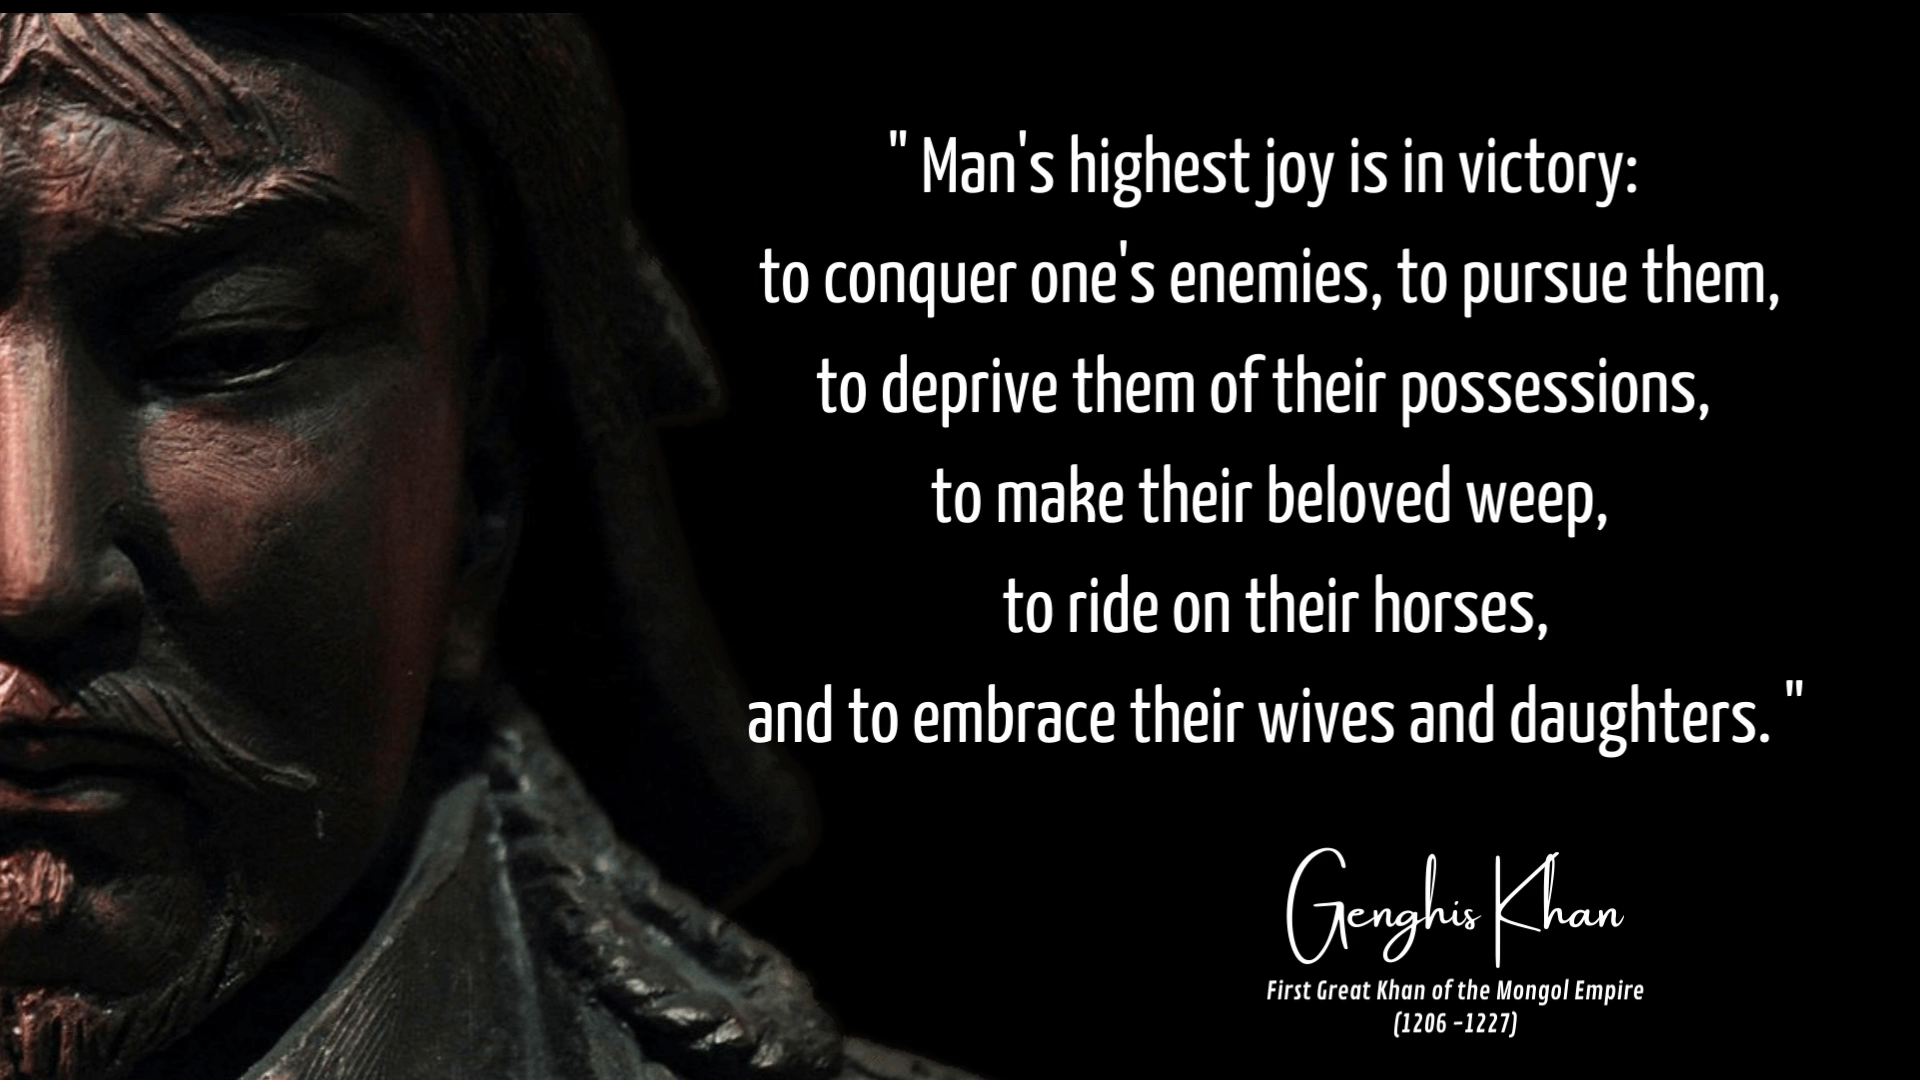 " Man's highest joy is in victory:
to conquer one's enemies, to pursue them,
to deprive them of their possessions,
to make their beloved weep,
to ride on their horses,
and to embrace their wives and daughters. "
Genghis Khan
First Great Khan of the Mongol Empire
(1206 –1227)